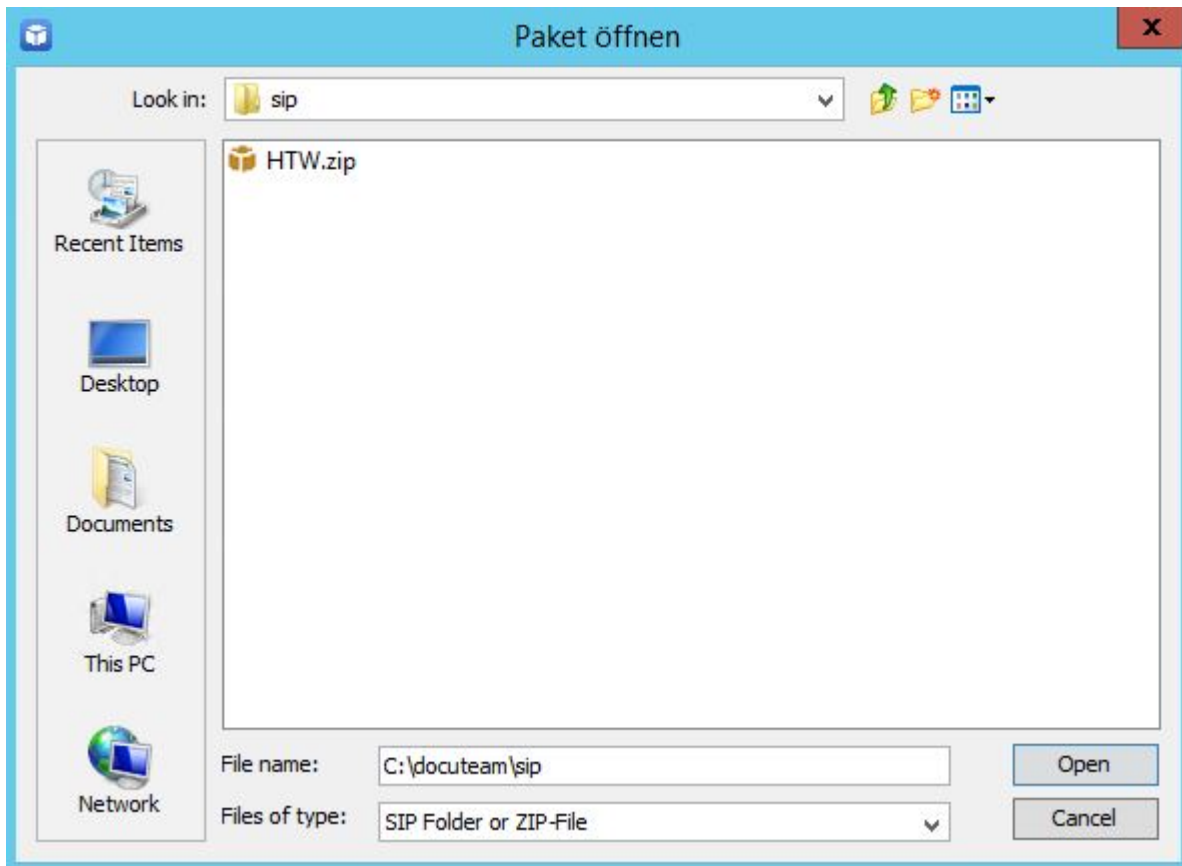 Paket öffnen
x
Look in:
sip
HTW.zip
Recent Items
Desktop
Documents
This PC
Network
File name:
C:\docuteam\sip
Open
Files of type:
SIP Folder or ZIP-File
Cancel